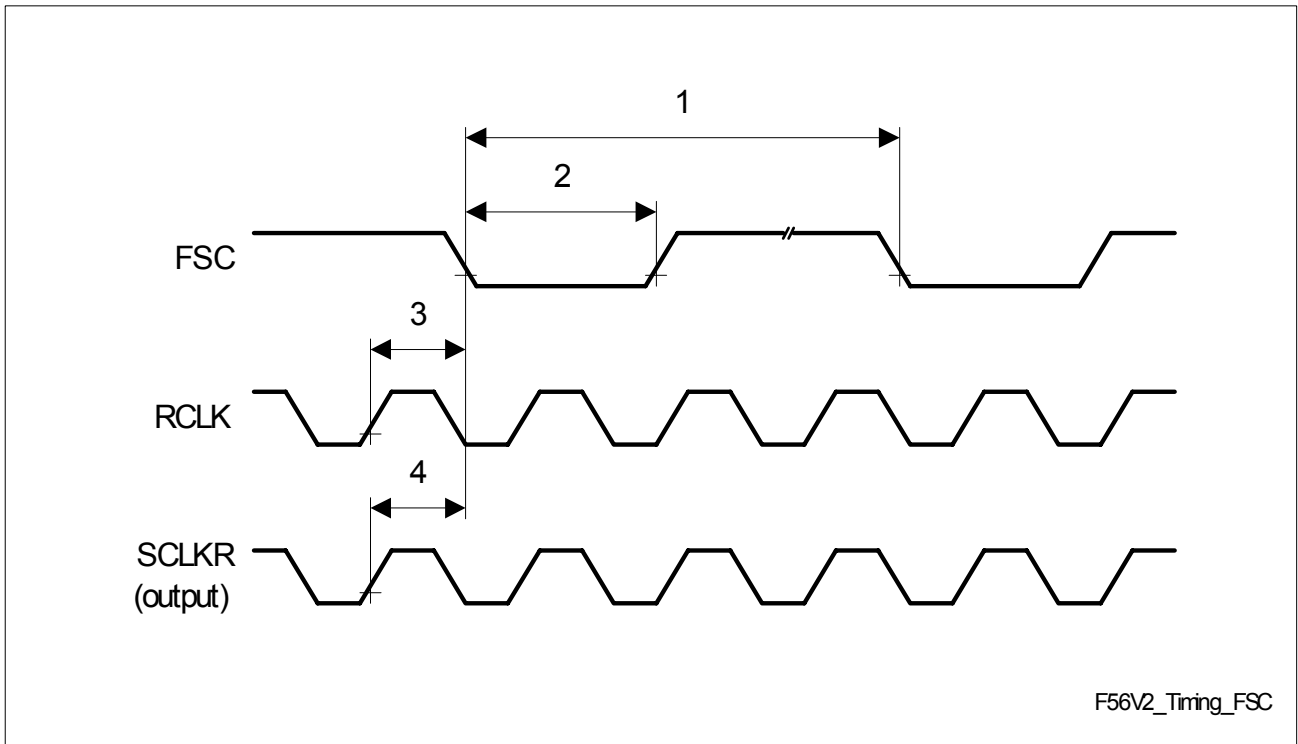 1
2
FSC
3
RCLK
4
SCLKR
(output)
F56V2_Timing_FSC